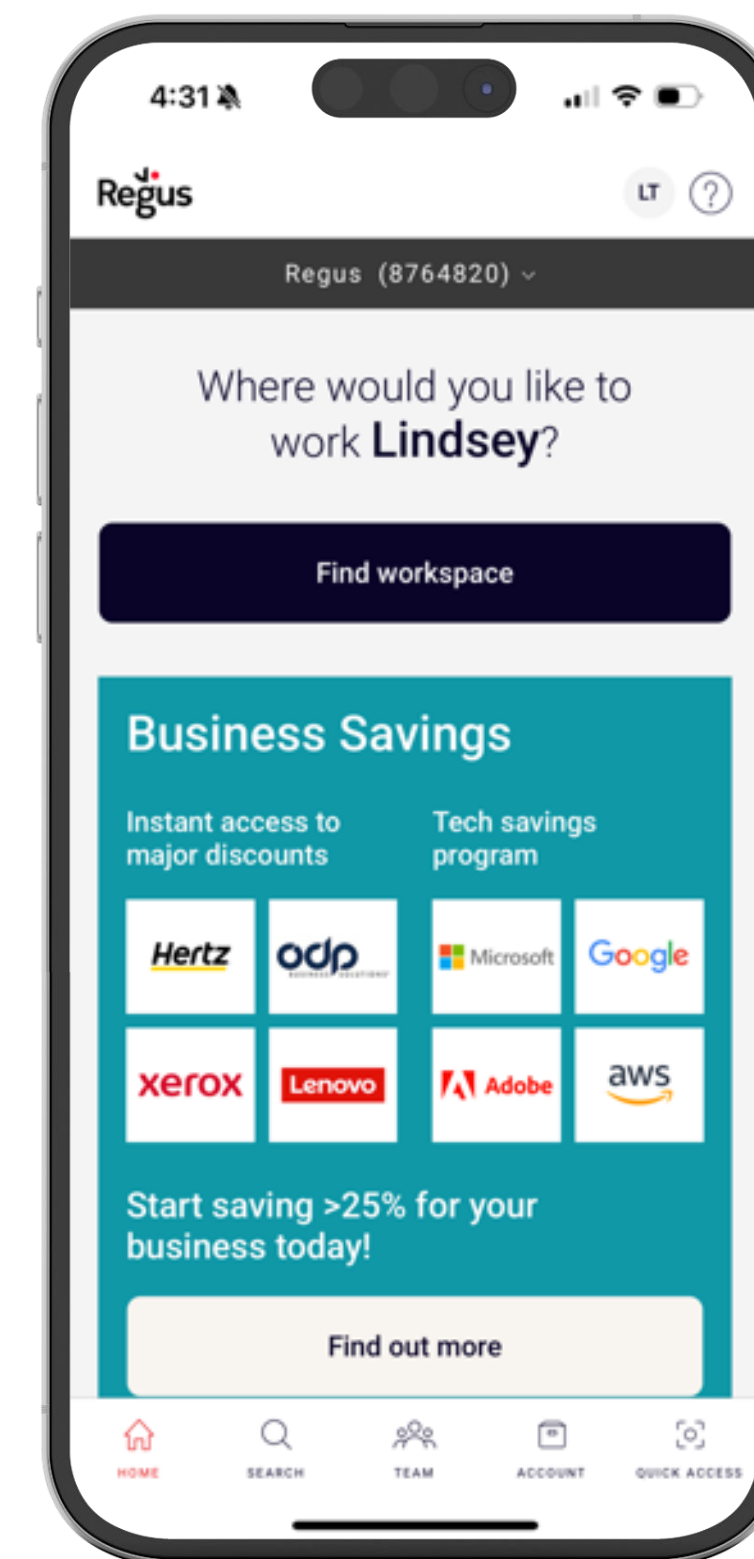 4:31
Regus
LT ?
Regus (8764820)
Where would you like to
work Lindsey?
Find workspace
Business Savings
Instant access to
major discounts
Tech savings
program
Hertz
odp
Microsoft
Google
xerox
Lenovo
Adobe
aws
Start saving >25% for your
business today!
Find out more
HOME
SEARCH
TEAM
ACCOUNT
QUICK ACCESS